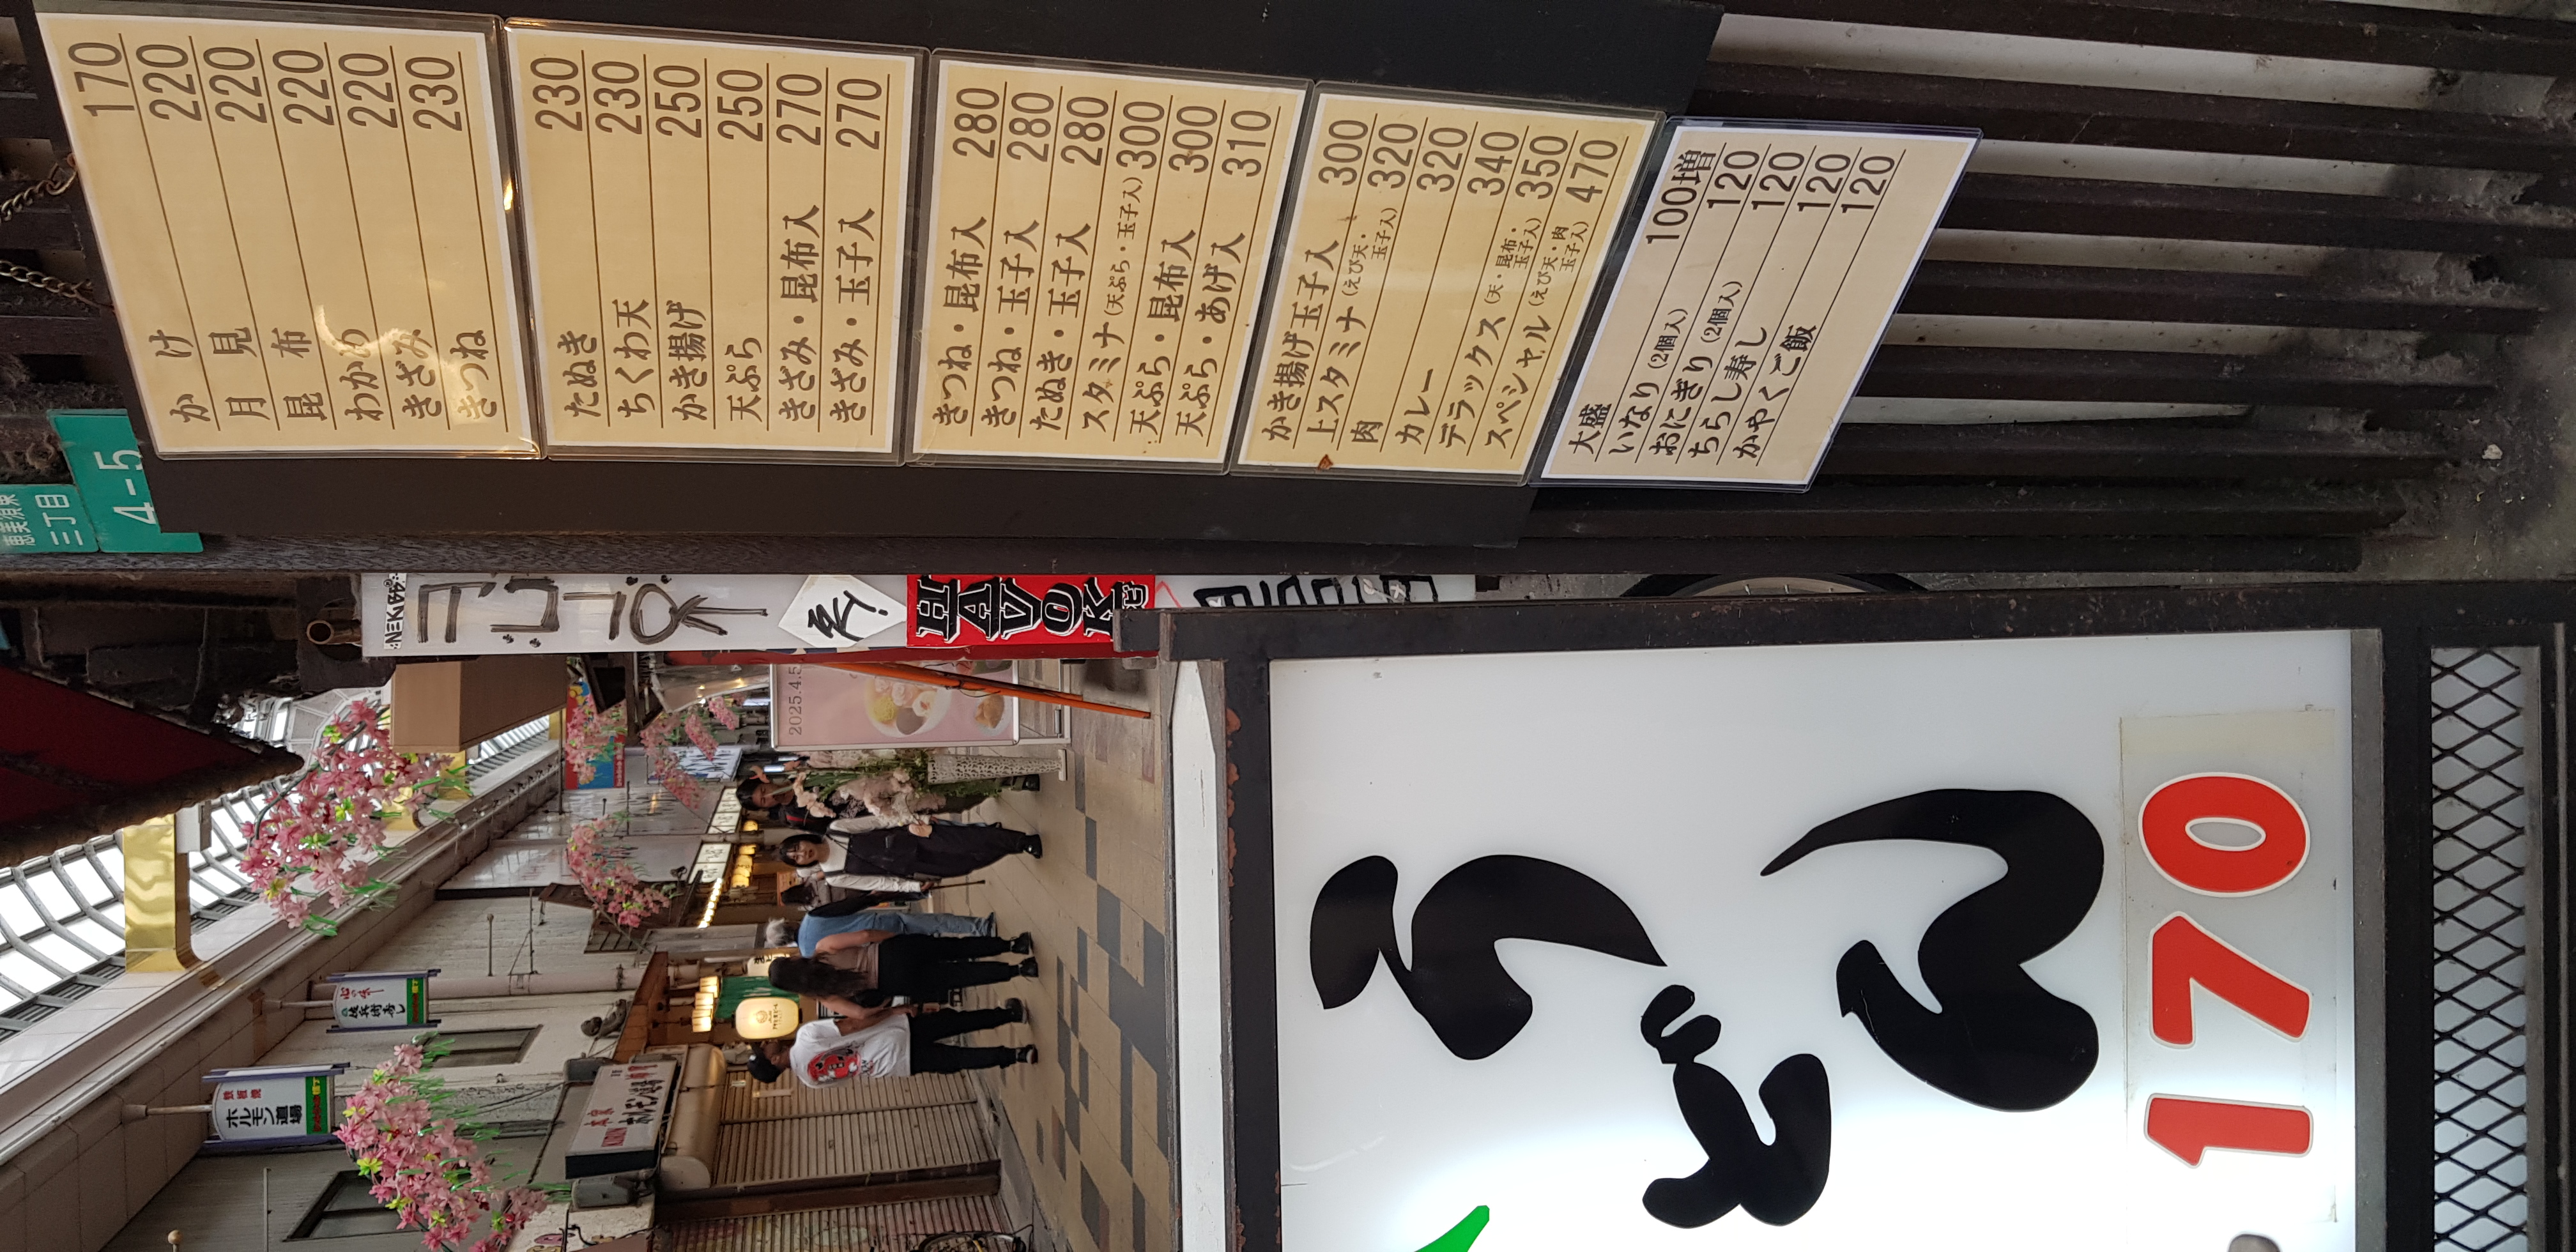 かけ 170
月見 220
昆布 220
わかめ 220
きざみ 220
きつね 230
たぬき 230
ちくわ天 230
かき揚げ 250
天ぷら 250
きざみ・昆布入 270
きざみ・玉子入 270
きつね・昆布入 280
きつね・玉子入 280
たぬき・玉子入 280
スタミナ(天ぷら・玉子入) 300
天ぷら・昆布入 300
天ぷら・あげ入 310
かき揚げ玉子入 300
上スタミナ(えび天・玉子入) 320
肉 320
カレー 340
デラックス(天・昆布・玉子入) 350
スペシャル(えび天・肉玉子入) 470
大盛 100増
いなり(2個入) 120
おにぎり(2個入) 120
ちらし寿し 120
かやくご飯 120
恵美須東
三丁目
4-5
NEKUBB
HAVOK
2025.4.5
ホルモン道場
うどん
170